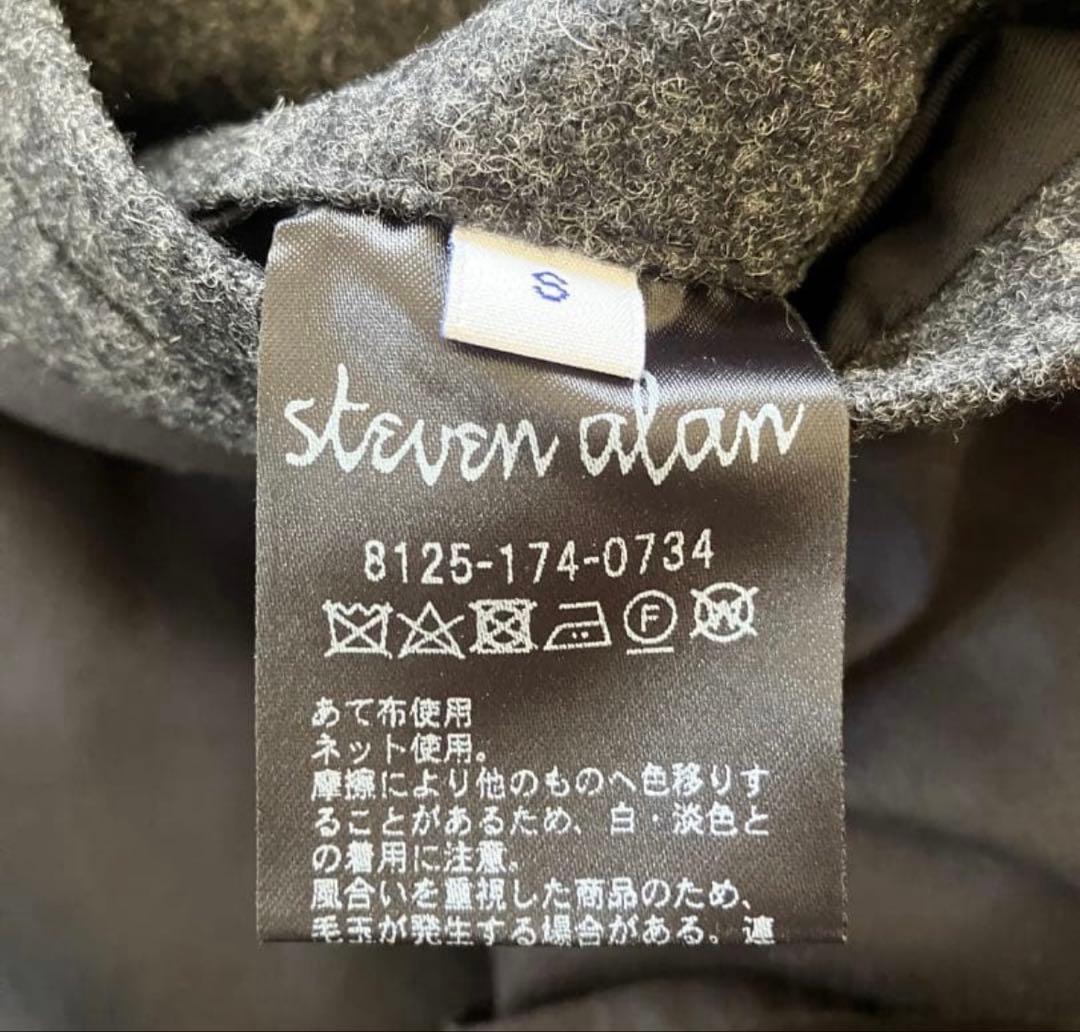 S
steven alan
8125-174-0734
F W
あて布使用
ネット使用。
摩擦により他のものへ色移りす
ることがあるため、白・淡色と
の着用に注意。
風合いを重視した商品のため、
毛玉が発生する場合がある。連